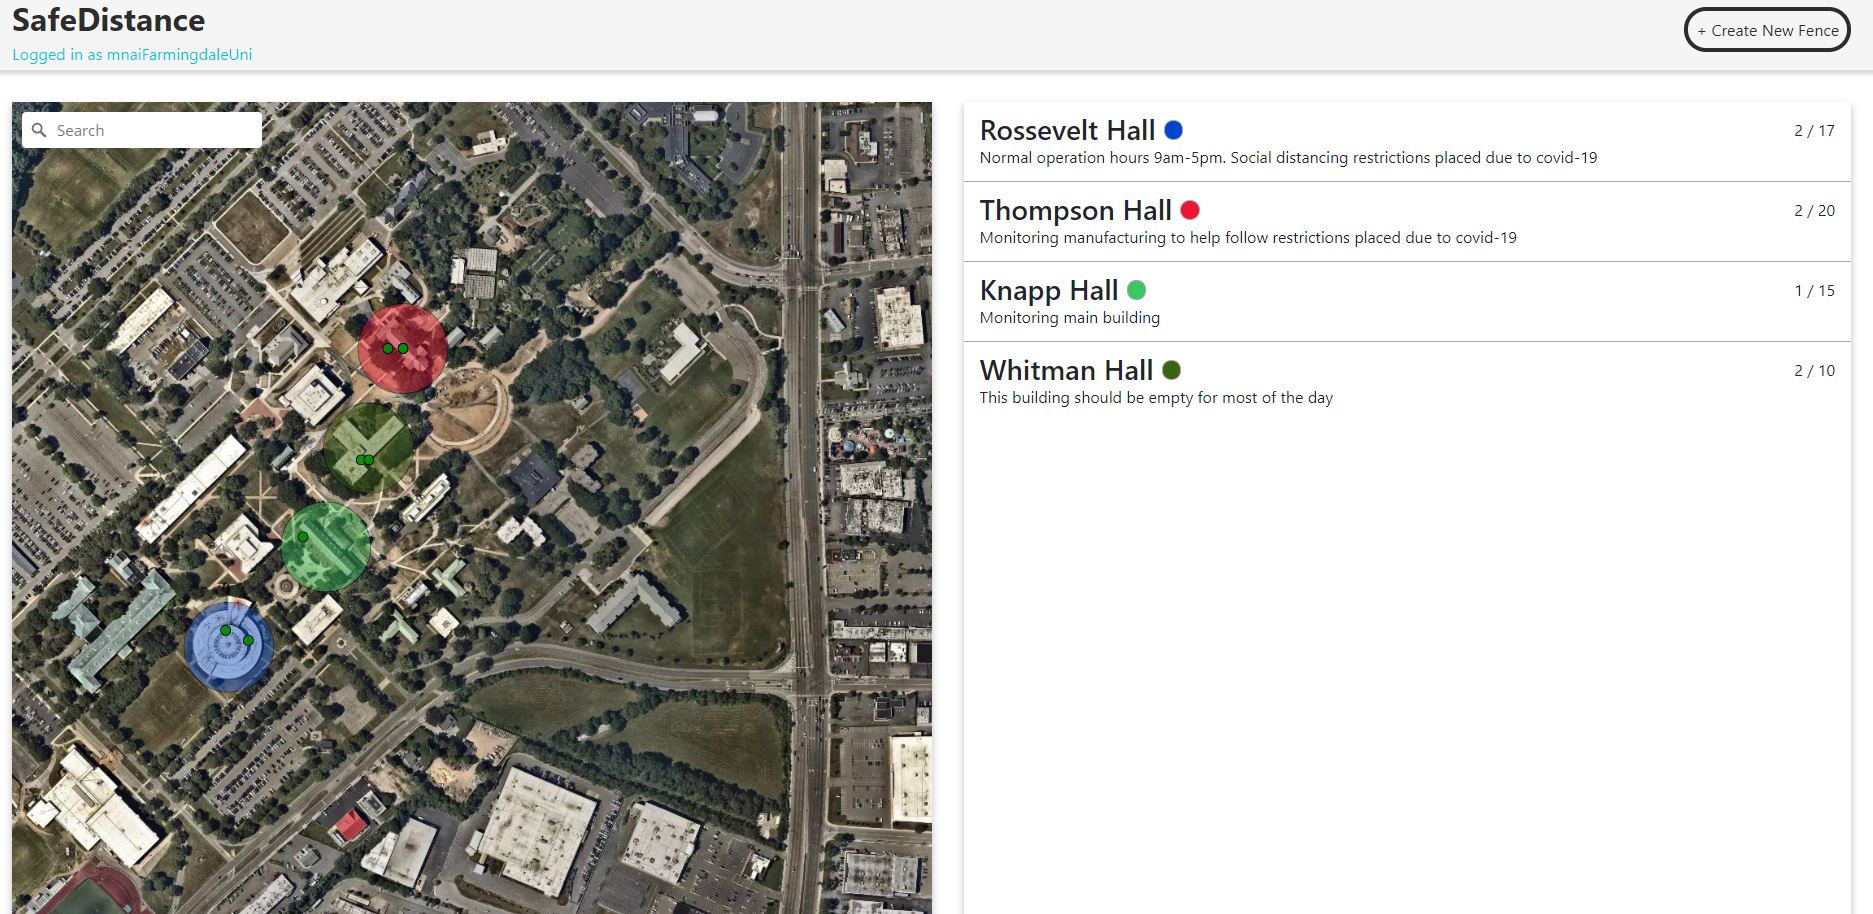 SafeDistance
Logged in as mnaiFarmingdaleUni
+ Create New Fence
Search
Rossevelt Hall
2 / 17
Normal operation hours 9am-5pm. Social distancing restrictions placed due to covid-19
Thompson Hall
2 / 20
Monitoring manufacturing to help follow restrictions placed due to covid-19
Knapp Hall
1 / 15
Monitoring main building
Whitman Hall
2 / 10
This building should be empty for most of the day